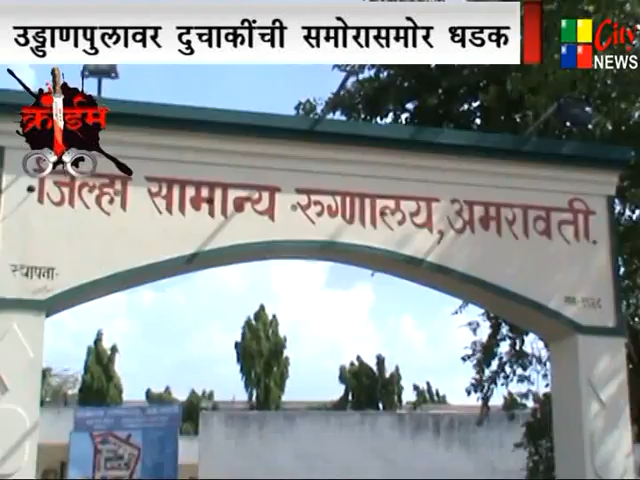 उड्डाणपुलावर दुचाकींची समोरासमोर धडक
City
NEWS
क्राईम
जिल्हा सामान्य रुग्णालय, अमरावती.
स्थापना-